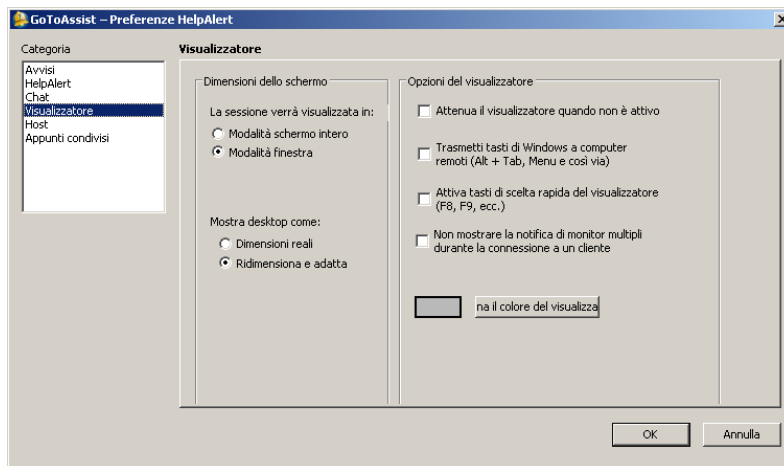 GoToAssist – Preferenze HelpAlert
Categoria
Avvisi
HelpAlert
Chat
Visualizzatore
Host
Appunti condivisi
Visualizzatore
Dimensioni dello schermo
La sessione verrà visualizzata in:
Modalità schermo intero
Modalità finestra
Mostra desktop come:
Dimensioni reali
Ridimensiona e adatta
Opzioni del visualizzatore
Attenua il visualizzatore quando non è attivo
Trasmetti tasti di Windows a computer
remoti (Alt + Tab, Menu e così via)
Attiva tasti di scelta rapida del visualizzatore
(F8, F9, ecc.)
Non mostrare la notifica di monitor multipli
durante la connessione a un cliente
na il colore del visualizza
OK
Annulla